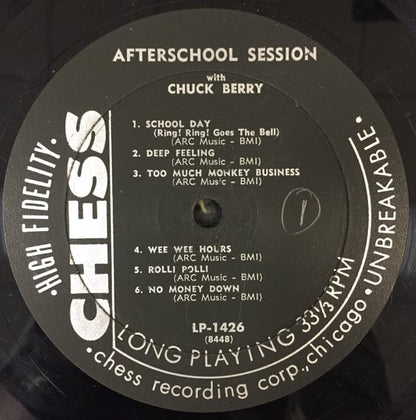 AFTERSCHOOL SESSION
with
CHUCK BERRY
1. SCHOOL DAY
(Ring! Ring! Goes The Bell)
(ARC Music - BMI)
2. DEEP FEELING
(ARC Music - BMI)
3. TOO MUCH MONKEY BUSINESS
(ARC Music - BMI)
1
4. WEE WEE HOURS
(ARC Music - BMI)
5. ROLLI POLLI
(ARC Music - BMI)
6. NO MONEY DOWN
(ARC Music - BMI)
LP-1426
(8448)
CHESS
•HIGH FIDELITY•
LONG PLAYING 33⅓ RPM
•chess recording corp., chicago•
UNBREAKABLE•